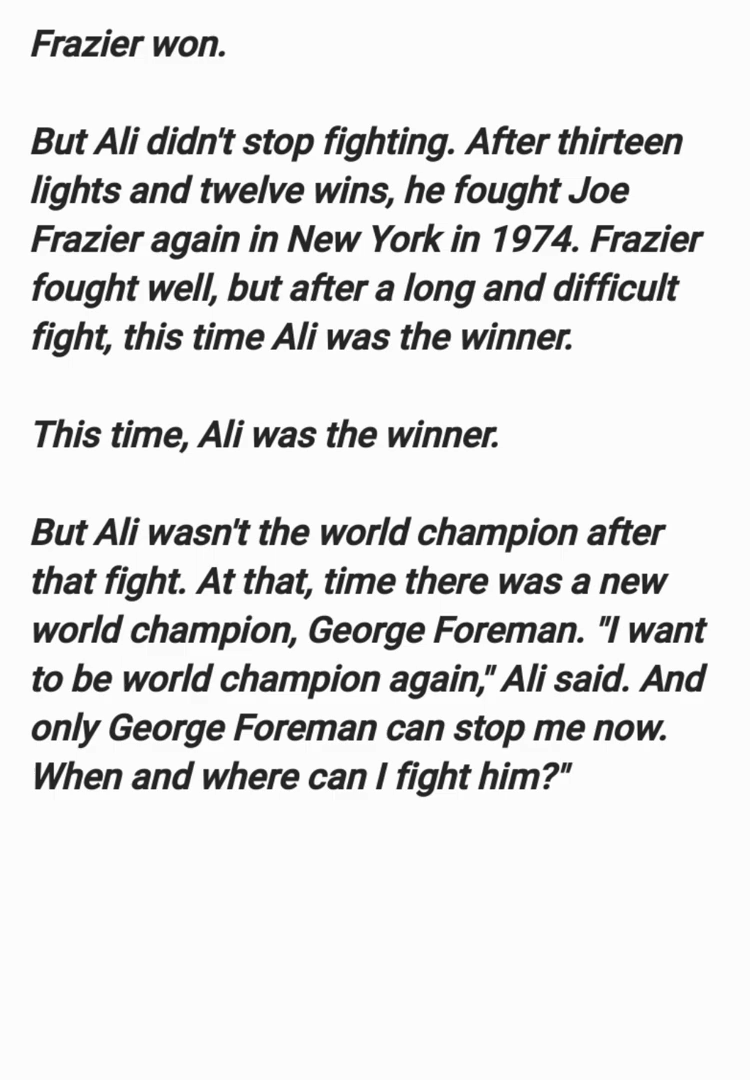 Frazier won.
But Ali didn't stop fighting. After thirteen
lights and twelve wins, he fought Joe
Frazier again in New York in 1974. Frazier
fought well, but after a long and difficult
fight, this time Ali was the winner.
This time, Ali was the winner.
But Ali wasn't the world champion after
that fight. At that, time there was a new
world champion, George Foreman. "I want
to be world champion again," Ali said. And
only George Foreman can stop me now.
When and where can I fight him?"